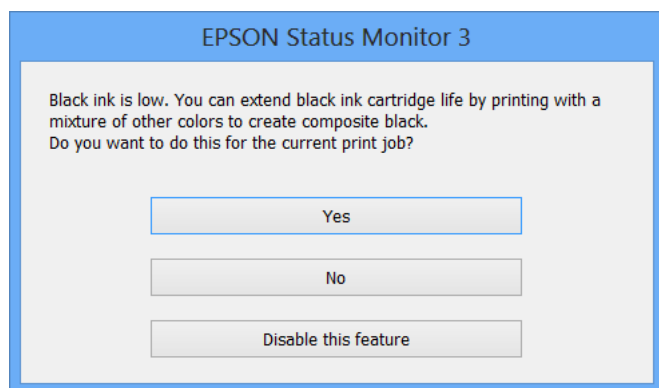 EPSON Status Monitor 3
Black ink is low. You can extend black ink cartridge life by printing with a
mixture of other colors to create composite black.
Do you want to do this for the current print job?
Yes
No
Disable this feature